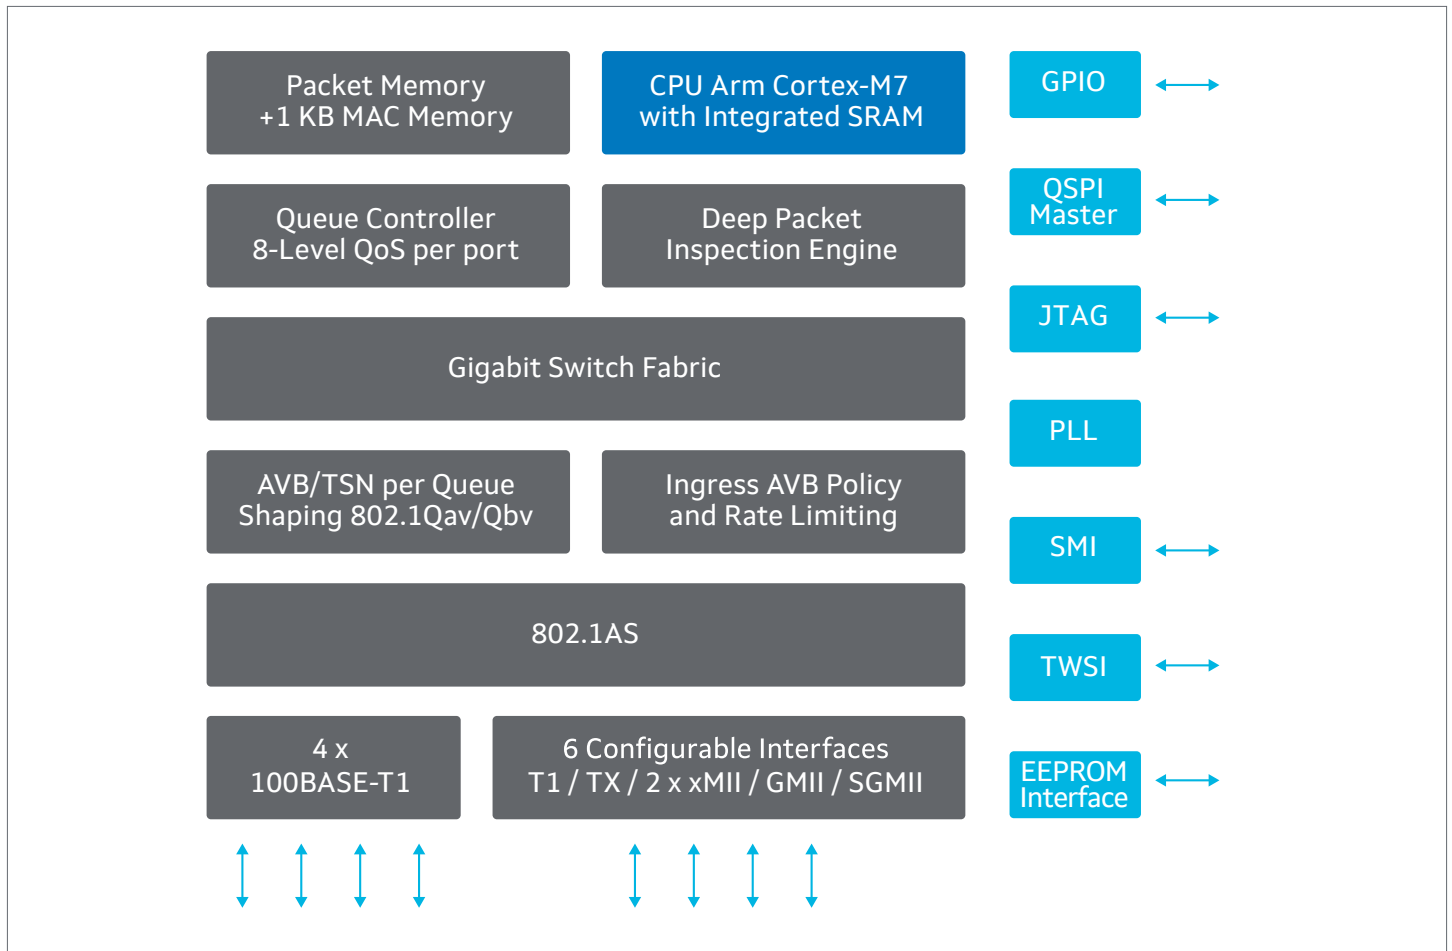 Packet Memory
+1 KB MAC Memory
CPU Arm Cortex-M7
with Integrated SRAM
GPIO
Queue Controller
8-Level QoS per port
Deep Packet
Inspection Engine
QSPI
Master
Gigabit Switch Fabric
JTAG
PLL
AVB/TSN per Queue
Shaping 802.1Qav/Qbv
Ingress AVB Policy
and Rate Limiting
SMI
802.1AS
TWSI
4 x
100BASE-T1
6 Configurable Interfaces
T1 / TX / 2 x xMII / GMII / SGMII
EEPROM
Interface